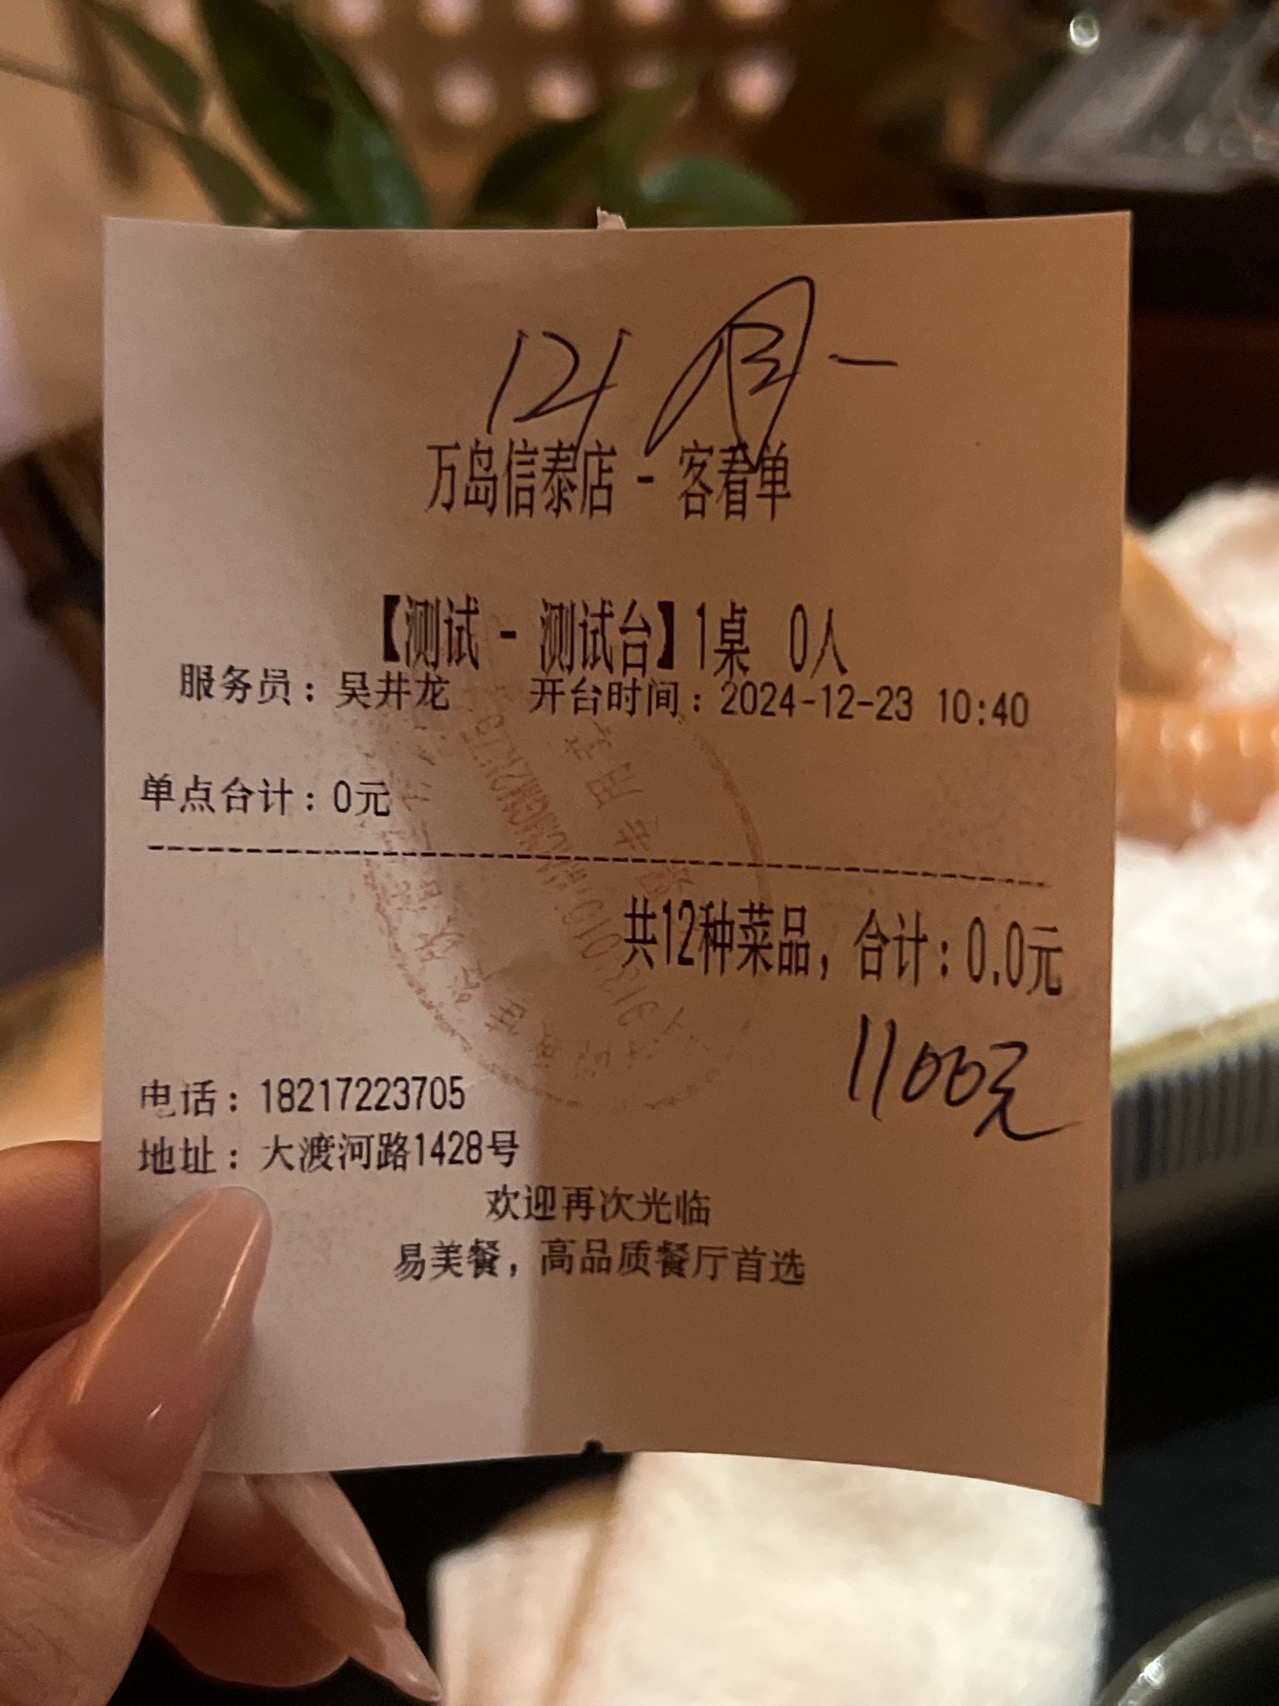 万岛信泰店 - 客看单
【测试 - 测试台】1桌 0人
服务员：吴井龙 开台时间：2024-12-23 10:40
单点合计：0元
共12种菜品，合计：0.0元
1100元
电话：18217223705
地址：大渡河路1428号
欢迎再次光临
易美餐，高品质餐厅首选